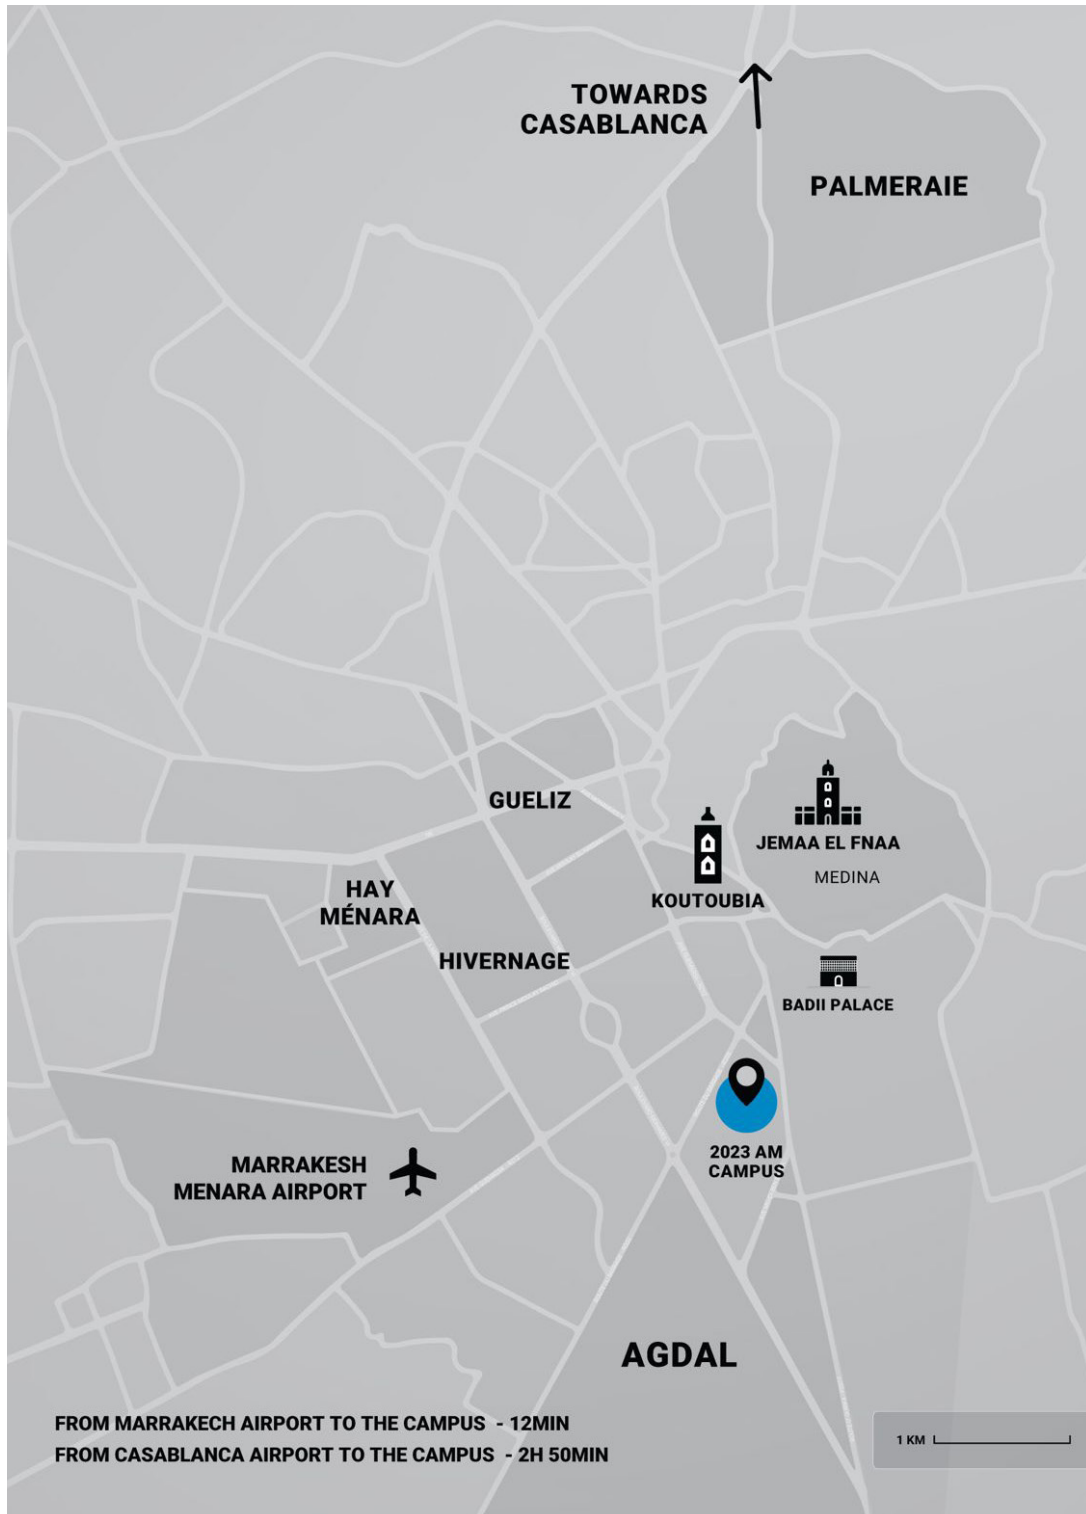 TOWARDS
CASABLANCA
PALMERAIE
GUELIZ
JEMAA EL FNAA
MEDINA
KOUTOUBIA
HAY
MÉNARA
HIVERNAGE
BADII PALACE
2023 AM
CAMPUS
MARRAKESH
MENARA AIRPORT
AGDAL
FROM MARRAKECH AIRPORT TO THE CAMPUS - 12MIN
FROM CASABLANCA AIRPORT TO THE CAMPUS - 2H 50MIN
1 KM